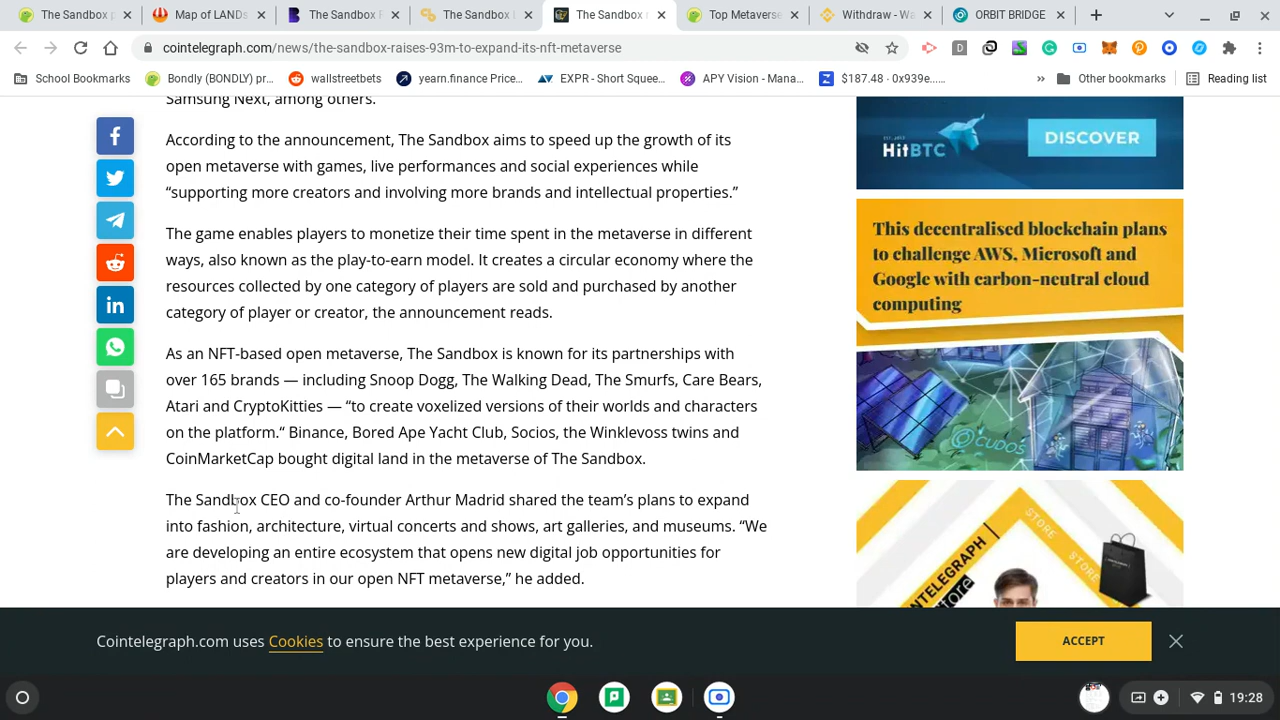 The Sandbox p
Map of LANDs
The Sandbox F
The Sandbox i
The Sandbox r
Top Metaverse
Withdraw - Wa
ORBIT BRIDGE
cointelegraph.com/news/the-sandbox-raises-93m-to-expand-its-nft-metaverse
School Bookmarks
Bondly (BONDLY) pr...
wallstreetbets
yearn.finance Price...
EXPR - Short Squee...
APY Vision - Mana...
$187.48 · 0x939e...…
»
Other bookmarks
Reading list
Samsung Next, among others.
According to the announcement, The Sandbox aims to speed up the growth of its
open metaverse with games, live performances and social experiences while
“supporting more creators and involving more brands and intellectual properties.”
The game enables players to monetize their time spent in the metaverse in different
ways, also known as the play-to-earn model. It creates a circular economy where the
resources collected by one category of players are sold and purchased by another
category of player or creator, the announcement reads.
As an NFT-based open metaverse, The Sandbox is known for its partnerships with
over 165 brands — including Snoop Dogg, The Walking Dead, The Smurfs, Care Bears,
Atari and CryptoKitties — “to create voxelized versions of their worlds and characters
on the platform.“ Binance, Bored Ape Yacht Club, Socios, the Winklevoss twins and
CoinMarketCap bought digital land in the metaverse of The Sandbox.
The Sandbox CEO and co-founder Arthur Madrid shared the team’s plans to expand
into fashion, architecture, virtual concerts and shows, art galleries, and museums. “We
are developing an entire ecosystem that opens new digital job opportunities for
players and creators in our open NFT metaverse,” he added.
HitBTC
DISCOVER
This decentralised blockchain plans
to challenge AWS, Microsoft and
Google with carbon-neutral cloud
computing
CUDOS
STORE
STORE
STORE
Cointelegraph.com uses Cookies to ensure the best experience for you.
ACCEPT
19:28